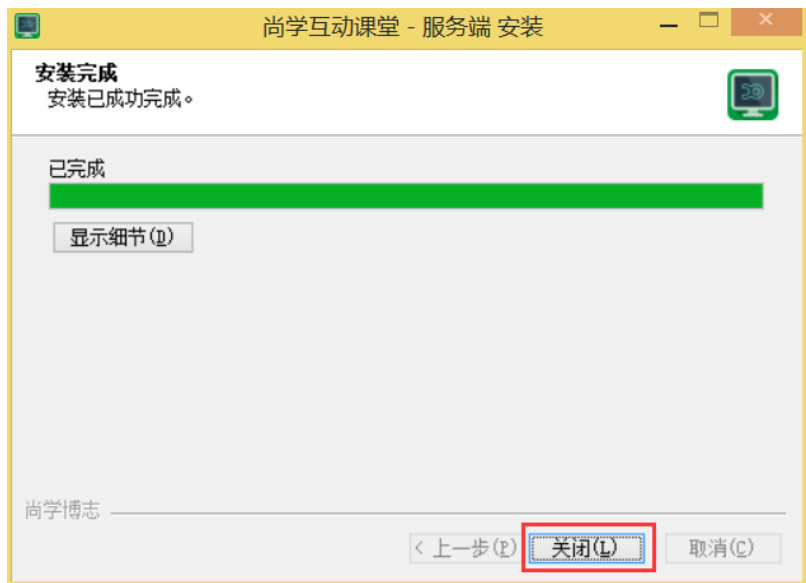 尚学互动课堂 - 服务端 安装
安装完成
安装已成功完成。
已完成
显示细节(D)
尚学博志
< 上一步(P) 关闭(L) 取消(C)